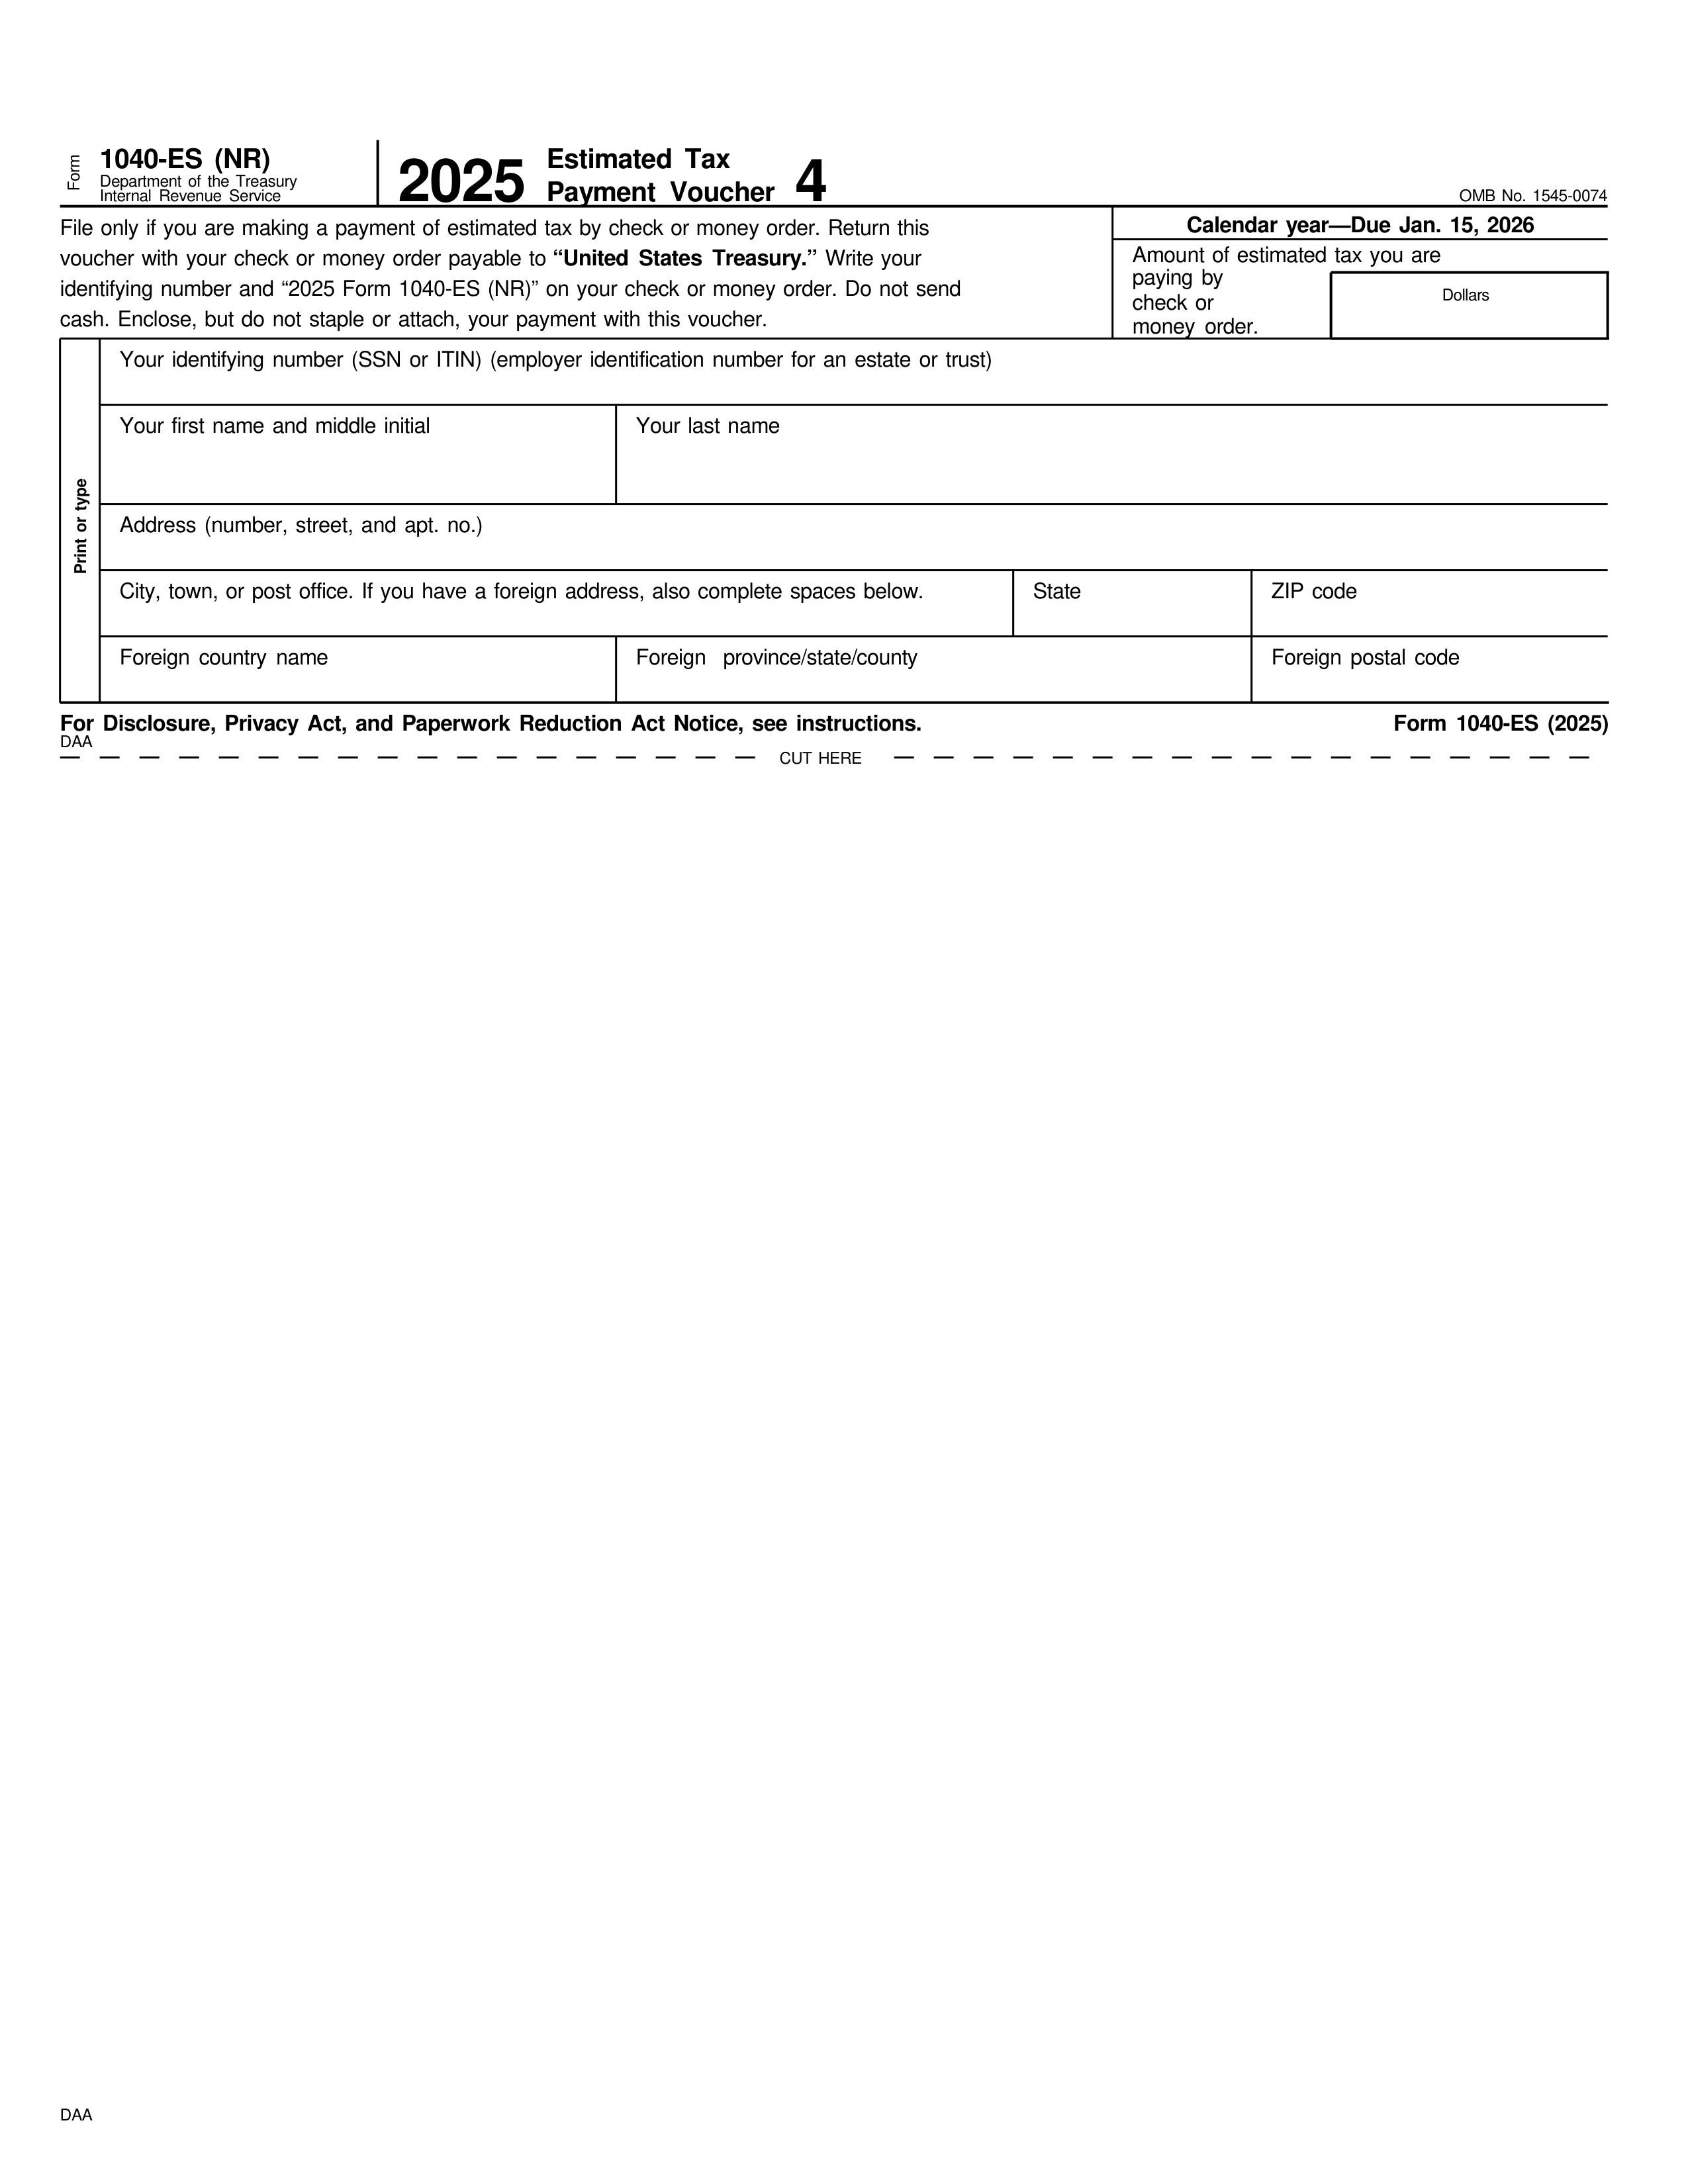 Form
1040-ES (NR)
Department of the Treasury
Internal Revenue Service
2025
Estimated Tax
Payment Voucher 4
OMB No. 1545-0074
File only if you are making a payment of estimated tax by check or money order. Return this
voucher with your check or money order payable to “United States Treasury.” Write your
identifying number and “2025 Form 1040-ES (NR)” on your check or money order. Do not send
cash. Enclose, but do not staple or attach, your payment with this voucher.
Calendar year—Due Jan. 15, 2026
Amount of estimated tax you are
paying by
check or
money order.
Dollars
Print or type
Your identifying number (SSN or ITIN) (employer identification number for an estate or trust)
Your first name and middle initial
Your last name
Address (number, street, and apt. no.)
City, town, or post office. If you have a foreign address, also complete spaces below.
State
ZIP code
Foreign country name
Foreign province/state/county
Foreign postal code
For Disclosure, Privacy Act, and Paperwork Reduction Act Notice, see instructions.
Form 1040-ES (2025)
DAA
CUT HERE
DAA